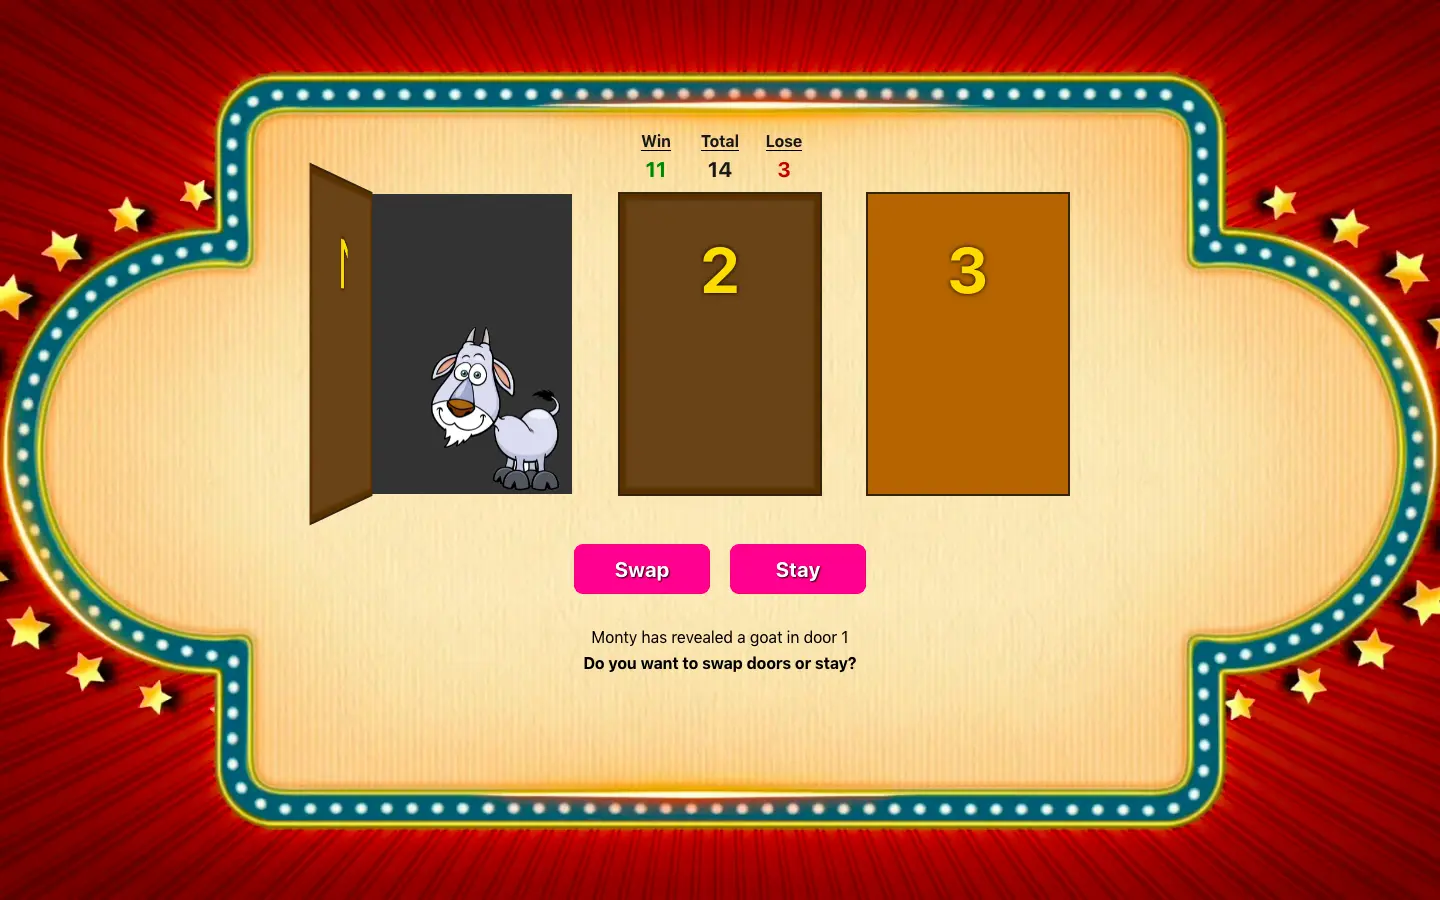 Win Total Lose
11 14 3
1 2 3
Swap Stay
Monty has revealed a goat in door 1
Do you want to swap doors or stay?